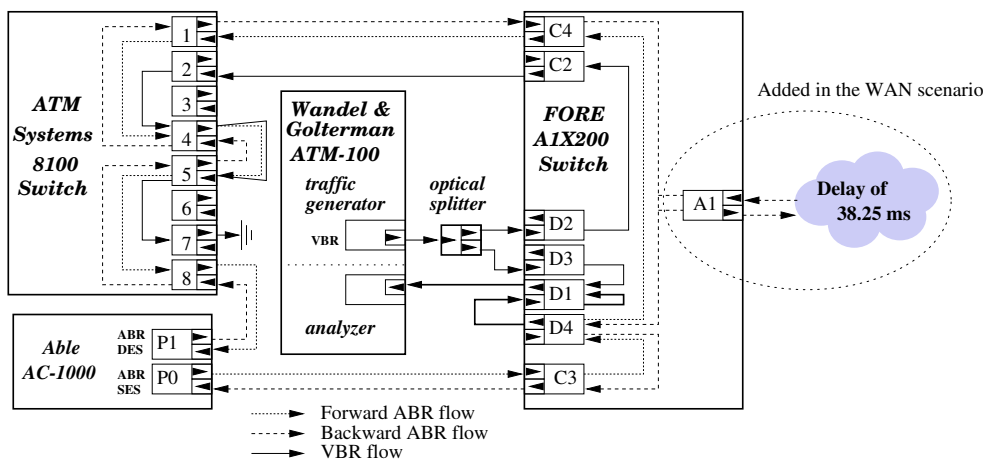 ATM
Systems
8100
Switch
1
2
3
4
5
6
7
8
Able
AC-1000
ABR
DES
P1
ABR
SES
P0
Wandel &
Golterman
ATM-100
traffic
generator
VBR
analyzer
optical
splitter
FORE
A1X200
Switch
C4
C2
D2
D3
D1
D4
C3
A1
Added in the WAN scenario
Delay of
38.25 ms
Forward ABR flow
Backward ABR flow
VBR flow